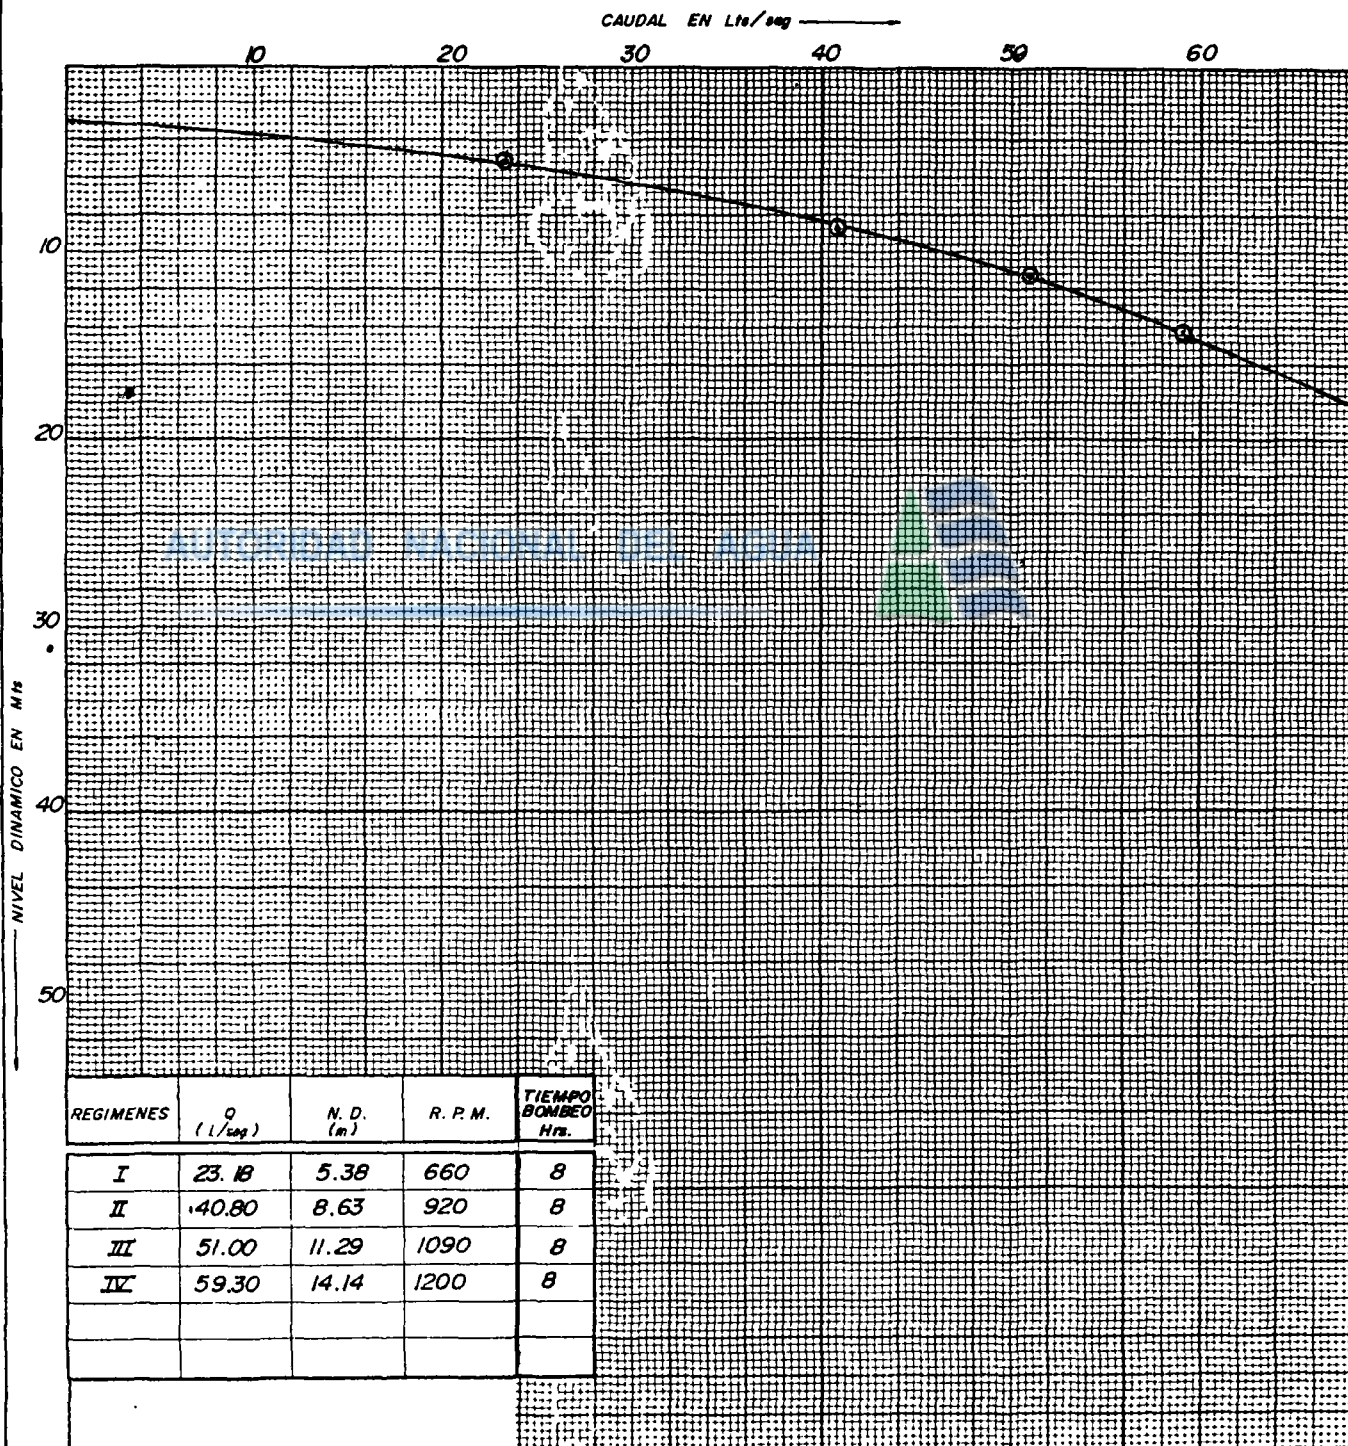 CAUDAL EN Lts/seg
10 20 30 40 50 60
10
20
30
40
50
NIVEL DINAMICO EN Mts
AUTORIDAD NACIONAL DEL AGUA
REGIMENES Q (l/seg) N. D. (m) R. P. M. TIEMPO BOMBEO Hrs.
I 23.18 5.38 660 8
II 40.80 8.63 920 8
III 51.00 11.29 1090 8
IV 59.30 14.14 1200 8